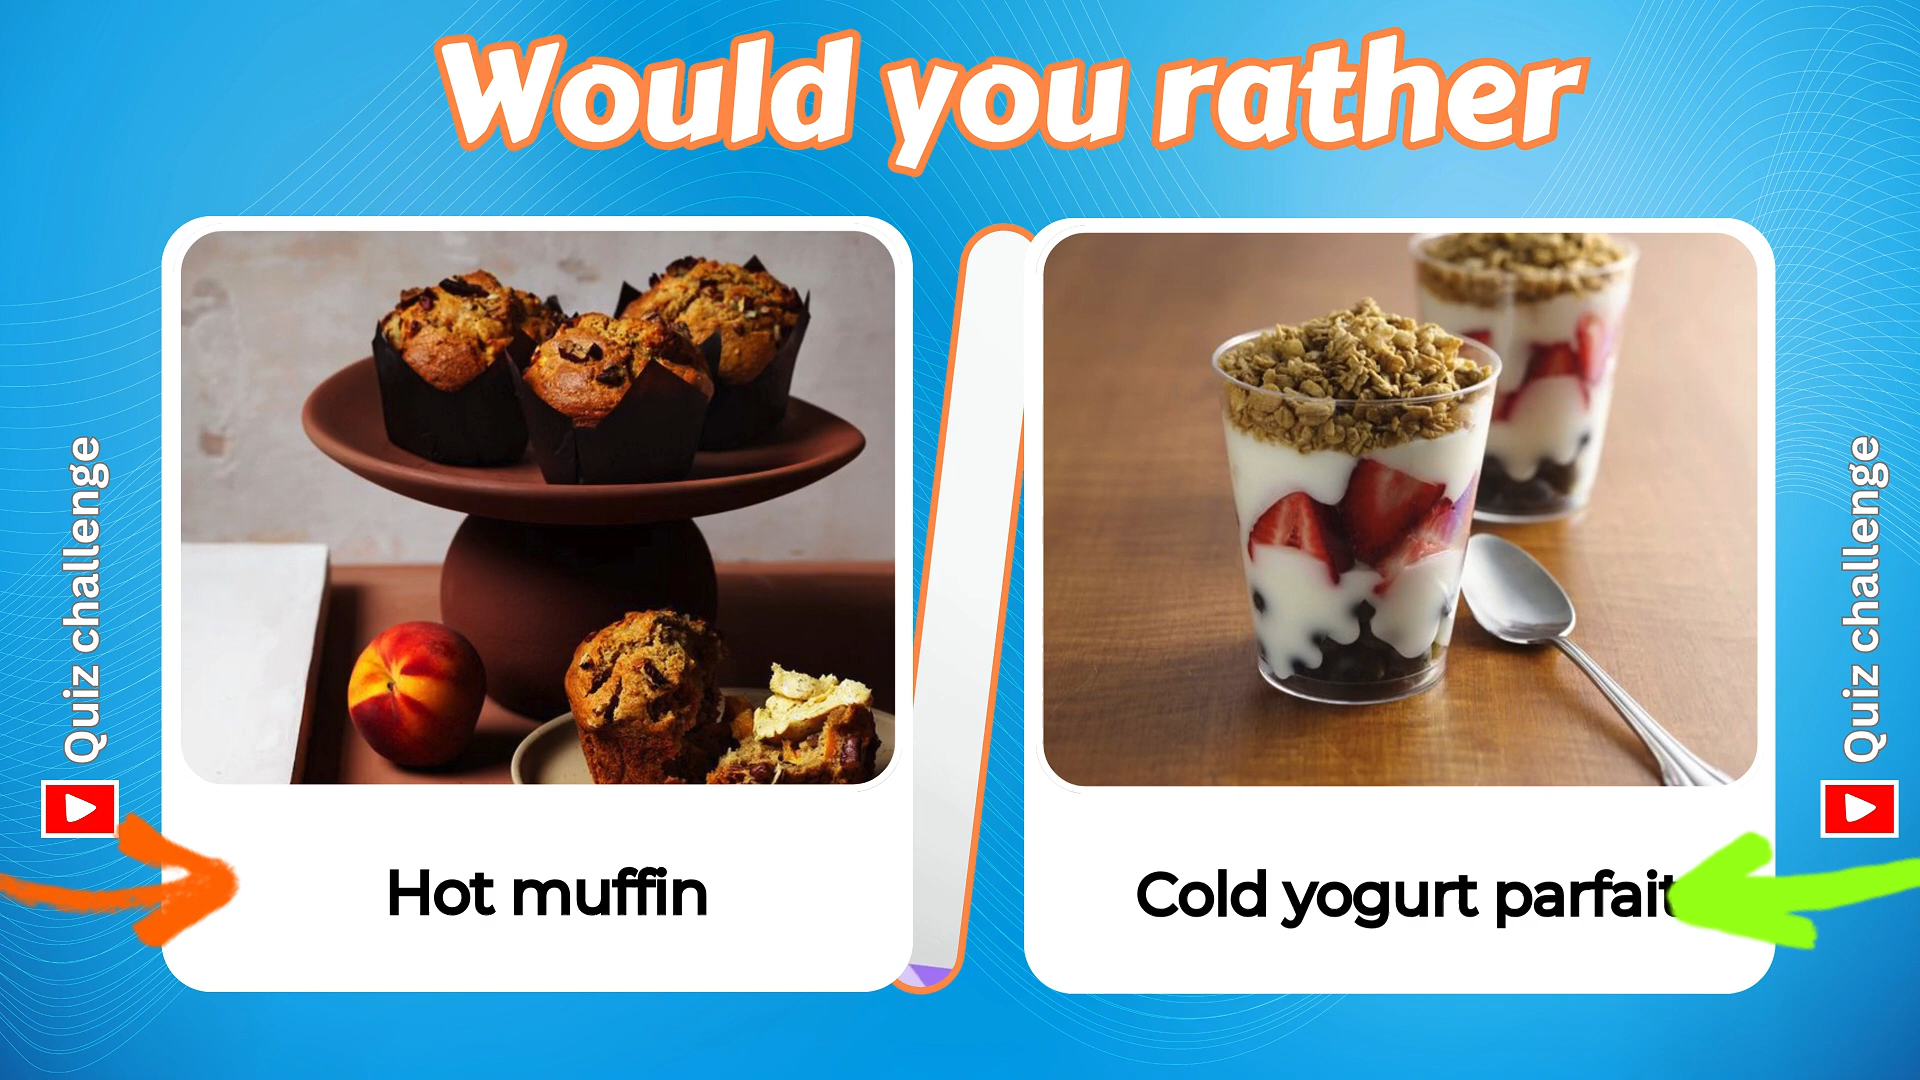 Would you rather
Quiz challenge
Hot muffin
Cold yogurt parfait
Quiz challenge